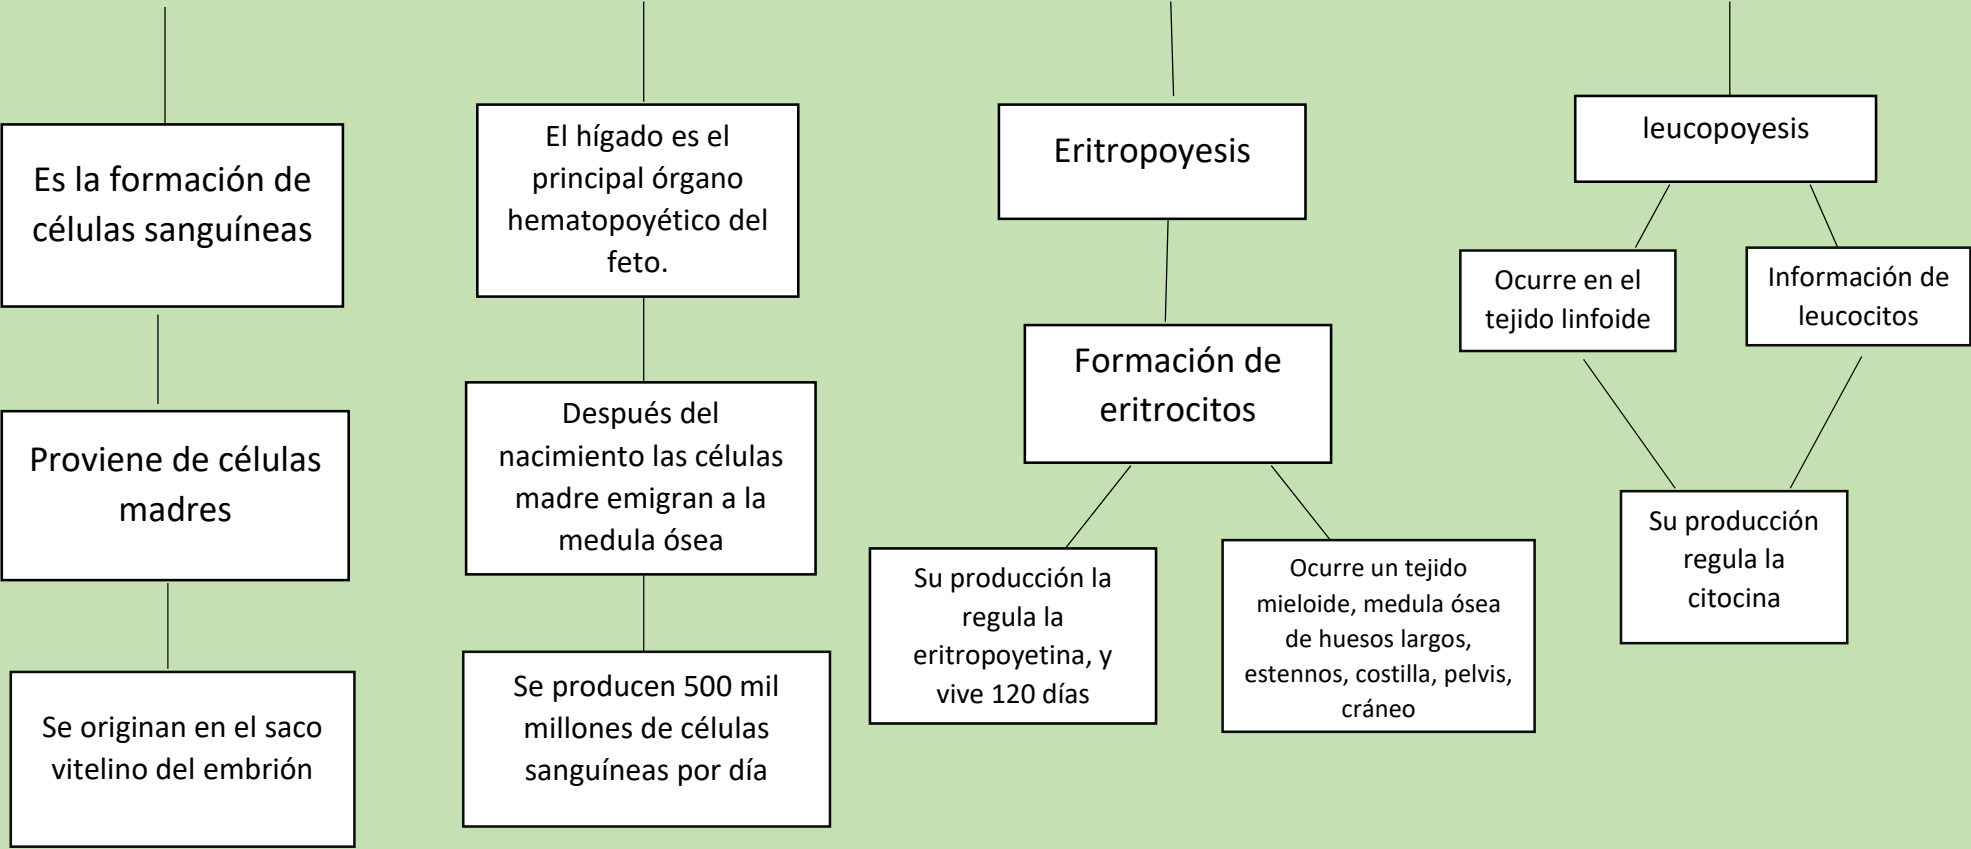 Es la formación de
células sanguíneas
Proviene de células
madres
Se originan en el saco
vitelino del embrión
El hígado es el
principal órgano
hematopoyético del
feto.
Después del
nacimiento las células
madre emigran a la
medula ósea
Se producen 500 mil
millones de células
sanguíneas por día
Eritropoyesis
Formación de
eritrocitos
Su producción la
regula la
eritropoyetina, y
vive 120 días
Ocurre un tejido
mieloide, medula ósea
de huesos largos,
estennos, costilla, pelvis,
cráneo
leucopoyesis
Ocurre en el
tejido linfoide
Información de
leucocitos
Su producción
regula la
citocina